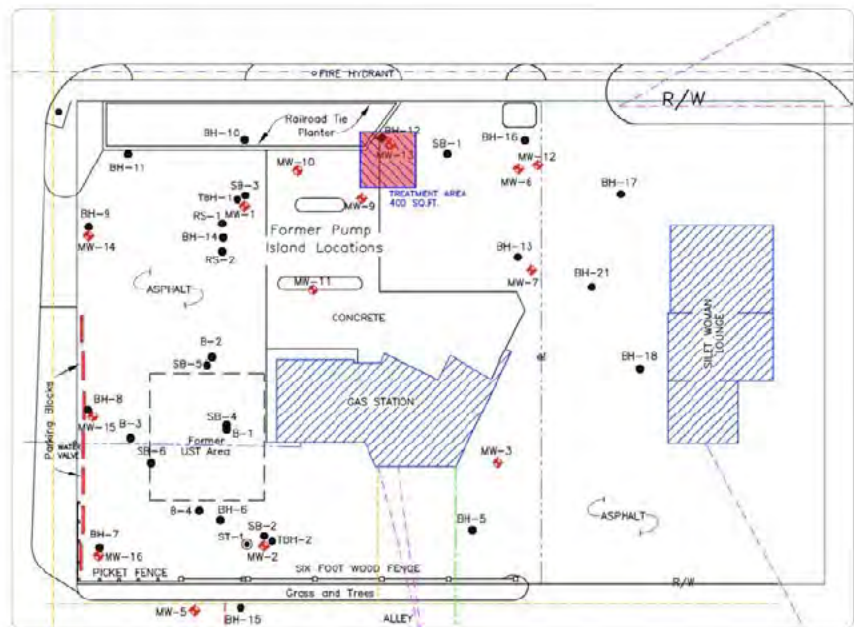 FIRE HYDRANT
R/W
Railroad Tie
Planter
BH-10
BH-12
MW-13
BH-11
MW-10
SB-1
BH-16
MW-12
MW-6
TREATMENT AREA
400 SQ.FT.
SB-3
TBH-1
MW-1
MW-9
BH-17
RS-1
BH-14
RS-2
BH-9
MW-14
Former Pump
Island Locations
BH-13
MW-7
ASPHALT
MW-11
BH-21
CONCRETE
B-2
SB-5
BH-18
SILET WOMAN
LOUNGE
GAS STATION
Parking Blocks
BH-8
MW-15
B-3
WATER
VALVE
SB-4
B-1
Former
UST Area
SB-6
MW-3
B-4
BH-6
SB-2
ST-1
TBH-2
MW-2
BH-5
ASPHALT
BH-7
MW-16
PICKET FENCE
SIX FOOT WOOD FENCE
R/W
Grass and Trees
MW-5
BH-15
ALLEY